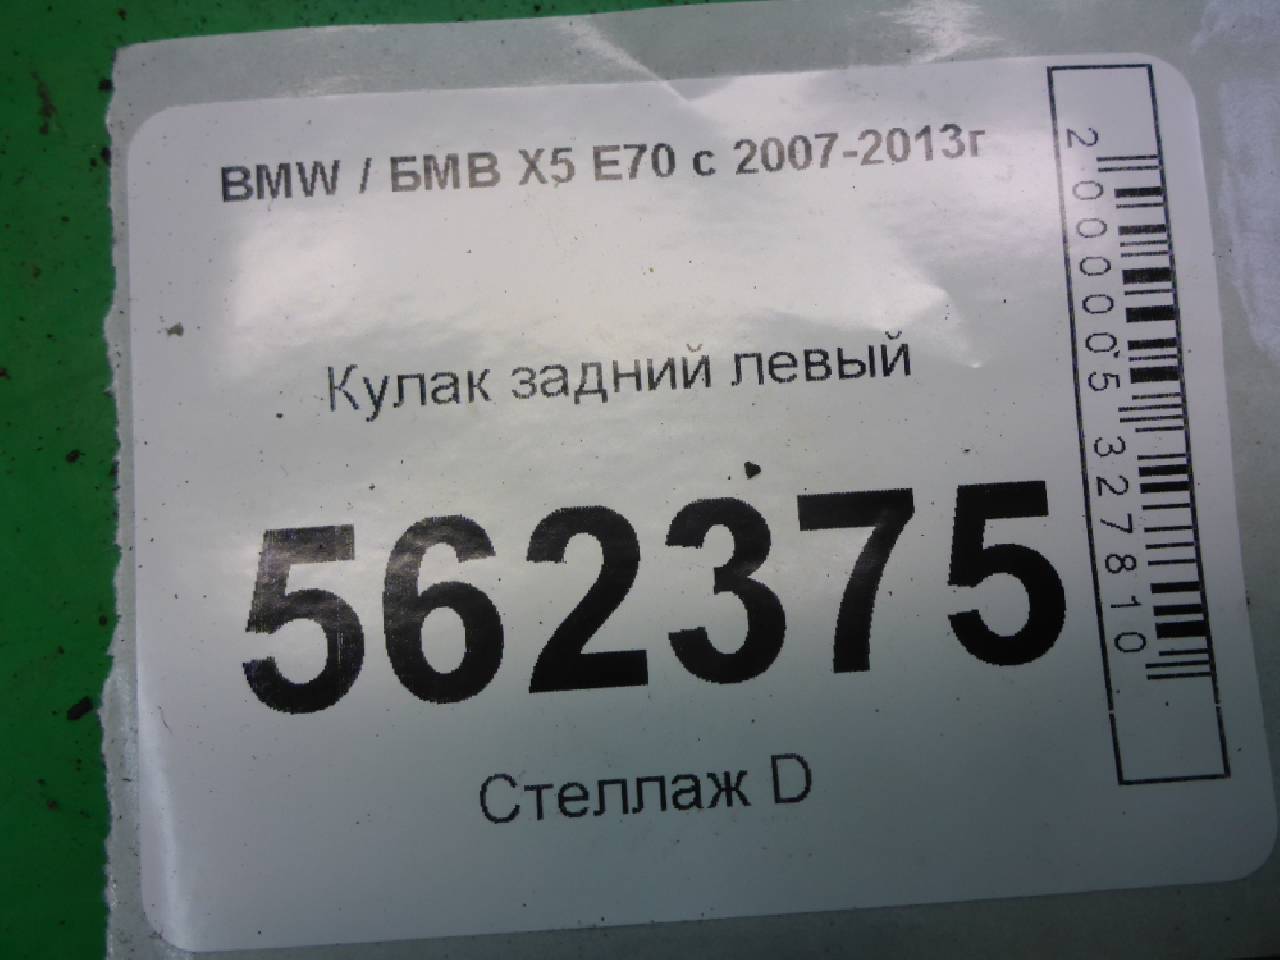 BMW / БМВ X5 E70 с 2007-2013г
Кулак задний левый
562375
Стеллаж D
2000005327810